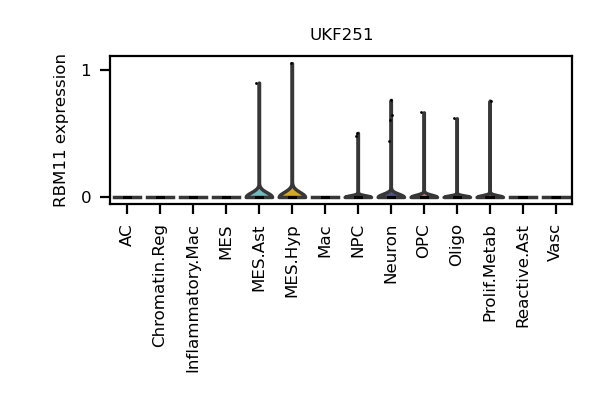 UKF251
RBM11 expression
1
0
AC
Chromatin.Reg
Inflammatory.Mac
MES
MES.Ast
MES.Hyp
Mac
NPC
Neuron
OPC
Oligo
Prolif.Metab
Reactive.Ast
Vasc